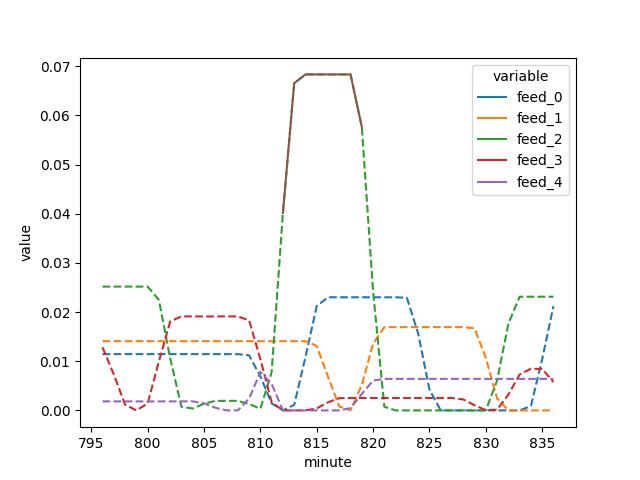 0.07
0.06
0.05
0.04
0.03
0.02
0.01
0.00
value
795 800 805 810 815 820 825 830 835
minute
variable
feed_0
feed_1
feed_2
feed_3
feed_4